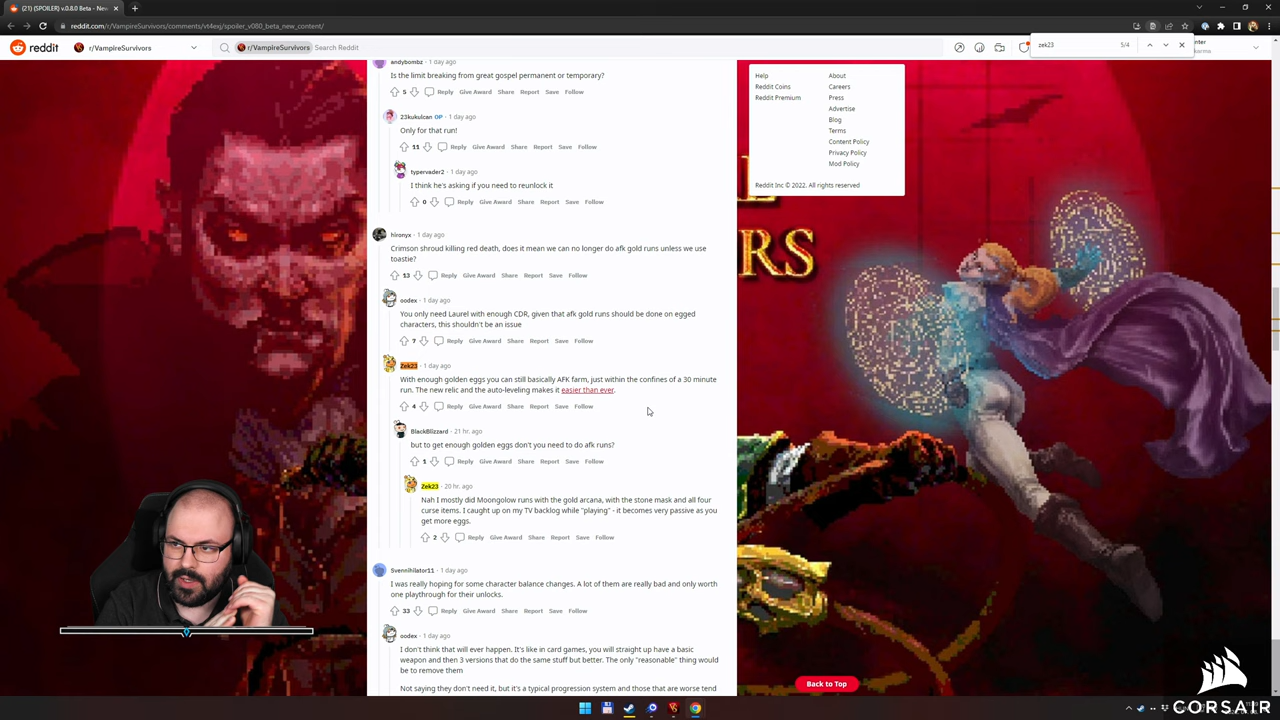 (21) (SPOILER) v.0.8.0 Beta - New
reddit.com/r/VampireSurvivors/comments/vt4exj/spoiler_v080_beta_new_content/
reddit
r/VampireSurvivors
r/VampireSurvivors Search Reddit
zek23 5/4
andybombz · 1 day ago
Is the limit breaking from great gospel permanent or temporary?
5 Reply Give Award Share Report Save Follow
23kukulcan OP · 1 day ago
Only for that run!
11 Reply Give Award Share Report Save Follow
typervader2 · 1 day ago
I think he's asking if you need to reunlock it
0 Reply Give Award Share Report Save Follow
hironyx · 1 day ago
Crimson shroud killing red death, does it mean we can no longer do afk gold runs unless we use
toastie?
13 Reply Give Award Share Report Save Follow
oodex · 1 day ago
You only need Laurel with enough CDR, given that afk gold runs should be done on egged
characters, this shouldn't be an issue
7 Reply Give Award Share Report Save Follow
Zek23 · 1 day ago
With enough golden eggs you can still basically AFK farm, just within the confines of a 30 minute
run. The new relic and the auto-leveling makes it easier than ever.
4 Reply Give Award Share Report Save Follow
BlackBlizzard · 21 hr. ago
but to get enough golden eggs don't you need to do afk runs?
1 Reply Give Award Share Report Save Follow
Zek23 · 20 hr. ago
Nah I mostly did Moongolow runs with the gold arcana, with the stone mask and all four
curse items. I caught up on my TV backlog while "playing" - it becomes very passive as you
get more eggs.
2 Reply Give Award Share Report Save Follow
Svennihilator11 · 1 day ago
I was really hoping for some character balance changes. A lot of them are really bad and only worth
one playthrough for their unlocks.
33 Reply Give Award Share Report Save Follow
oodex · 1 day ago
I don't think that will ever happen. It's like in card games, you will straight up have a basic
weapon and then 3 versions that do the same stuff but better. The only "reasonable" thing would
be to remove them
Not saying they don't need it, but it's a typical progression system and those that are worse tend
Help About
Reddit Coins Careers
Reddit Premium Press
Advertise
Blog
Terms
Content Policy
Privacy Policy
Mod Policy
Reddit Inc © 2022. All rights reserved
Back to Top
CORSAIR